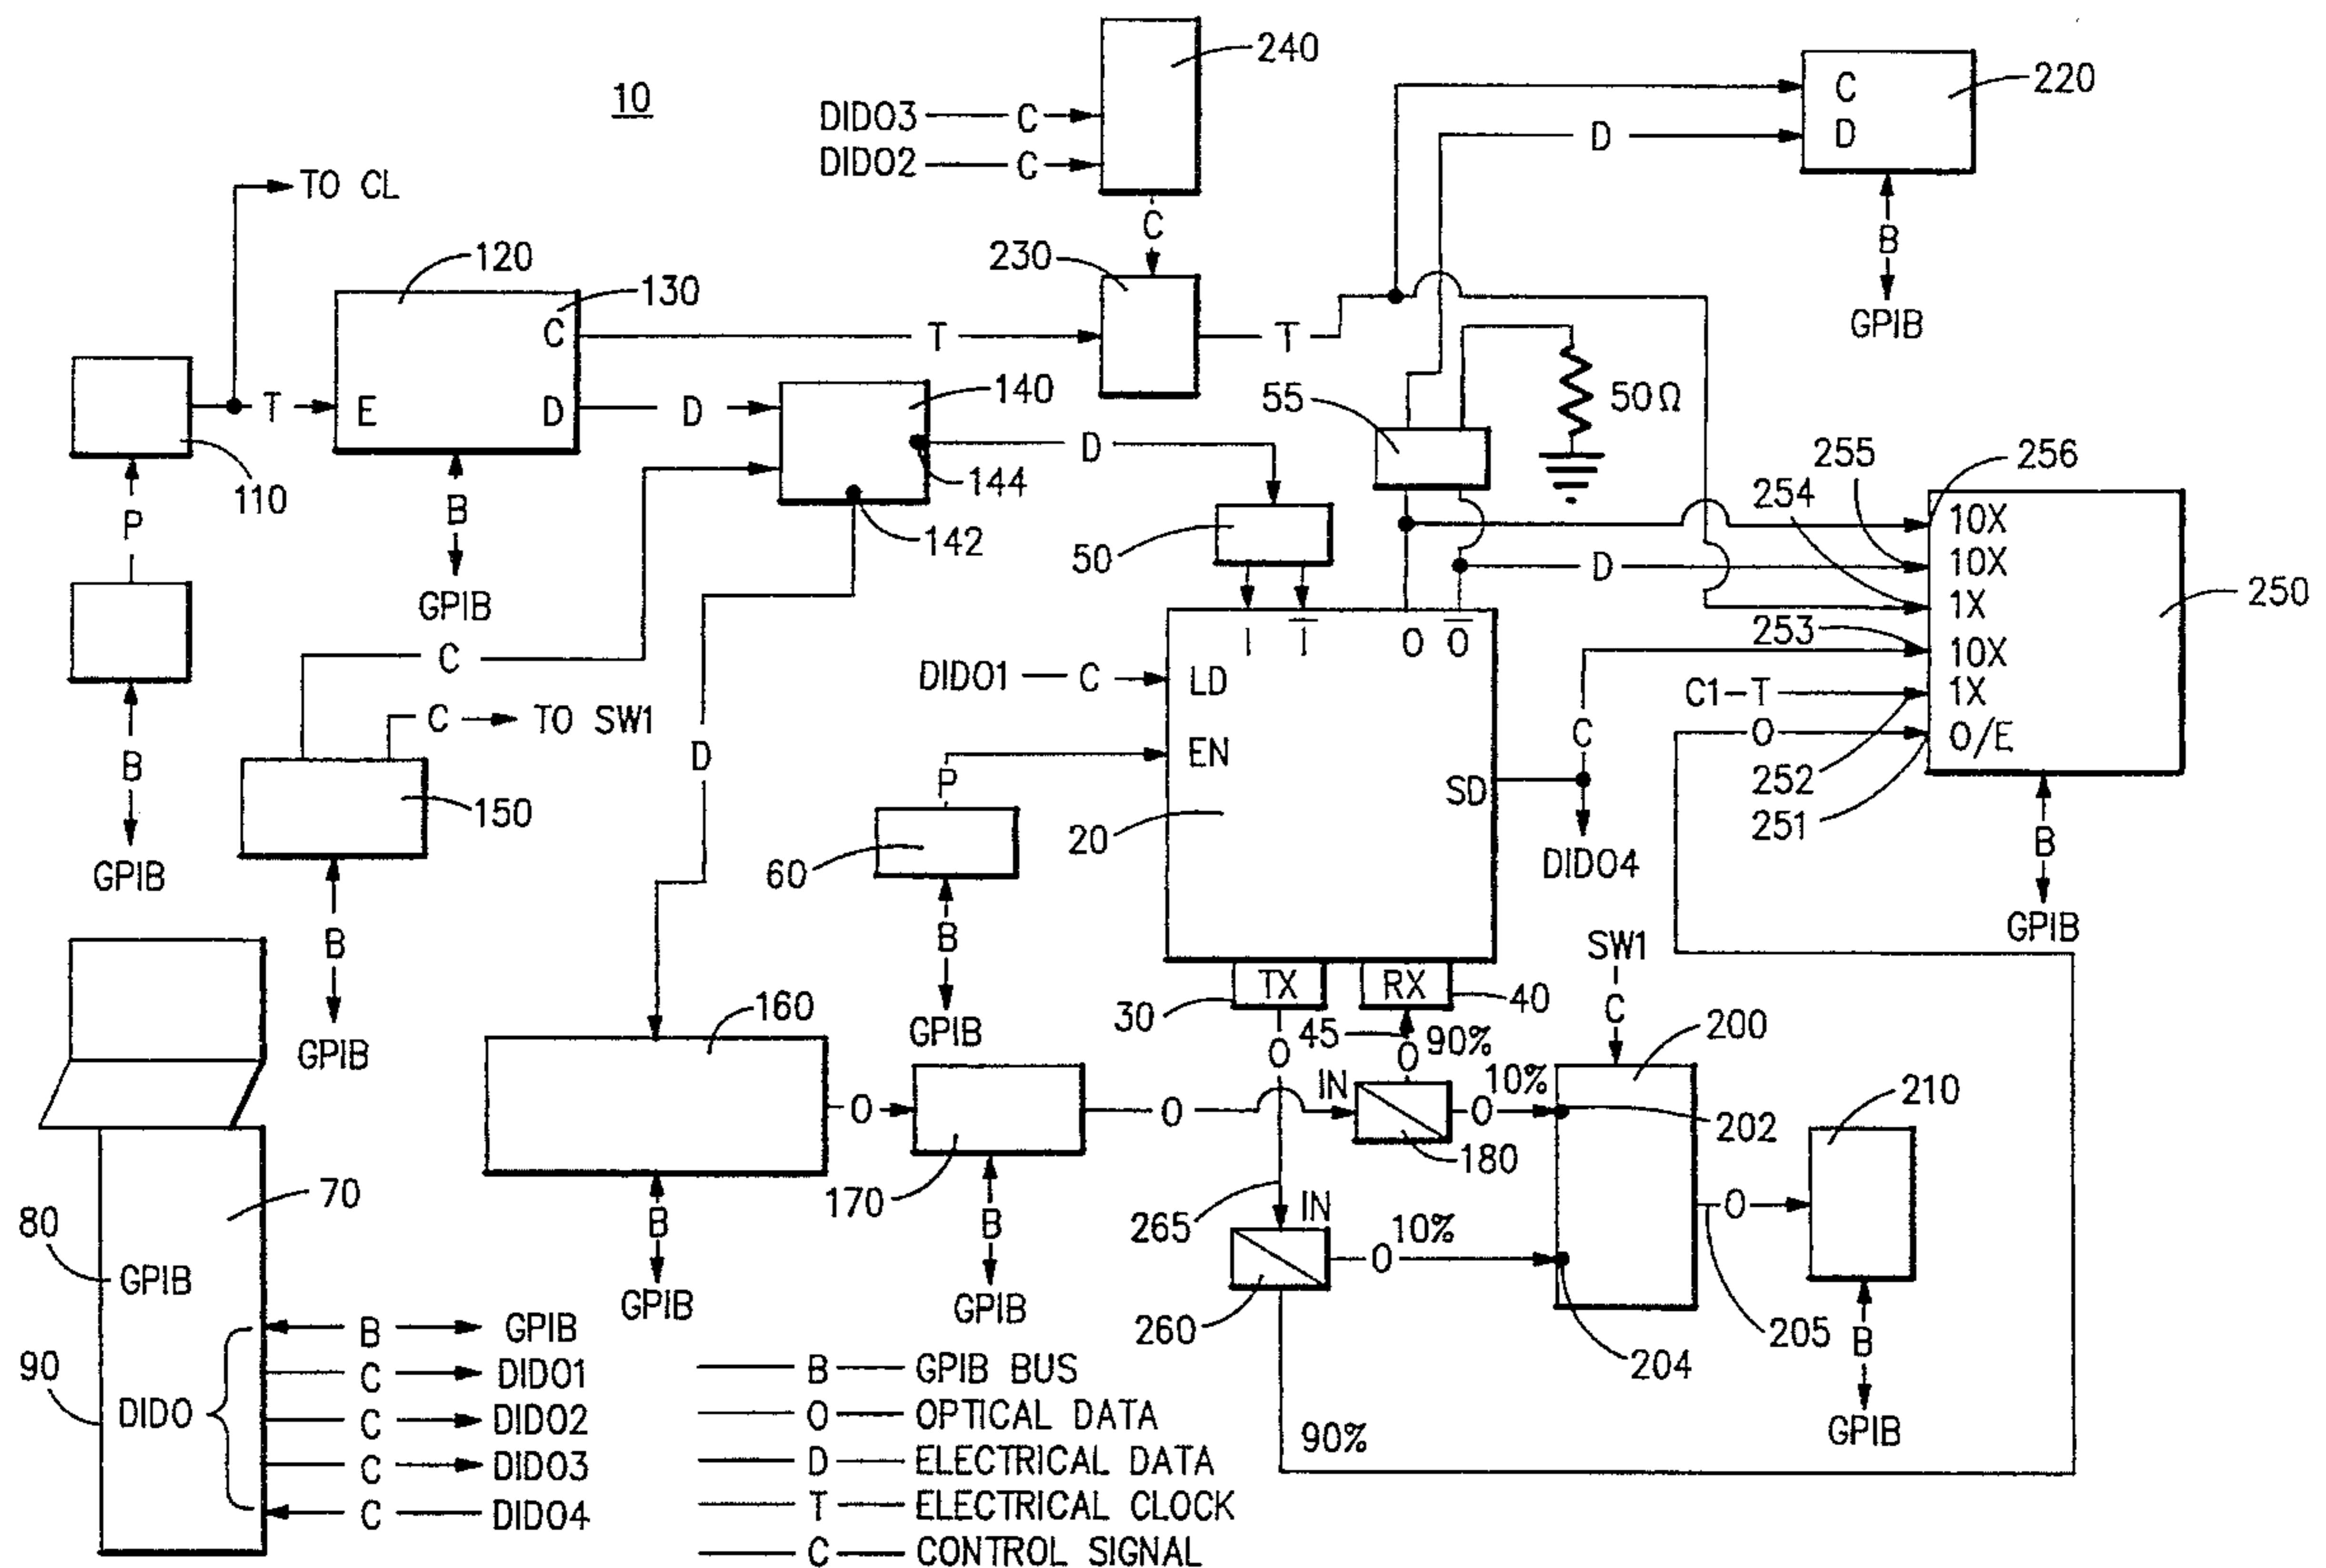 10
240
DIDO3 C
DIDO2 C
C
220
C
D
D
B
GPIB
TO CL
120
130
C
E
D
T
110
P
B
GPIB
B
GPIB
T
230
T
D
140
144
142
D
50
55
50Ω
256
255
254
253
252
251
250
10X
10X
1X
10X
1X
O/E
D
C1-T
O
B
GPIB
C
C TO SW1
150
B
GPIB
D
I
I
O
O
DIDO1 C LD
P
EN
SD
C
DIDO4
20
60
B
GPIB
TX
RX
30
40
45
O
O
90%
IN
10%
O
180
160
O
170
O
B
GPIB
B
GPIB
SW1
C
200
202
204
205
O
210
B
GPIB
265
IN
10%
O
260
90%
70
80
GPIB
90
DIDO
B GPIB
C DIDO1
C DIDO2
C DIDO3
C DIDO4
B GPIB BUS
O OPTICAL DATA
D ELECTRICAL DATA
T ELECTRICAL CLOCK
C CONTROL SIGNAL